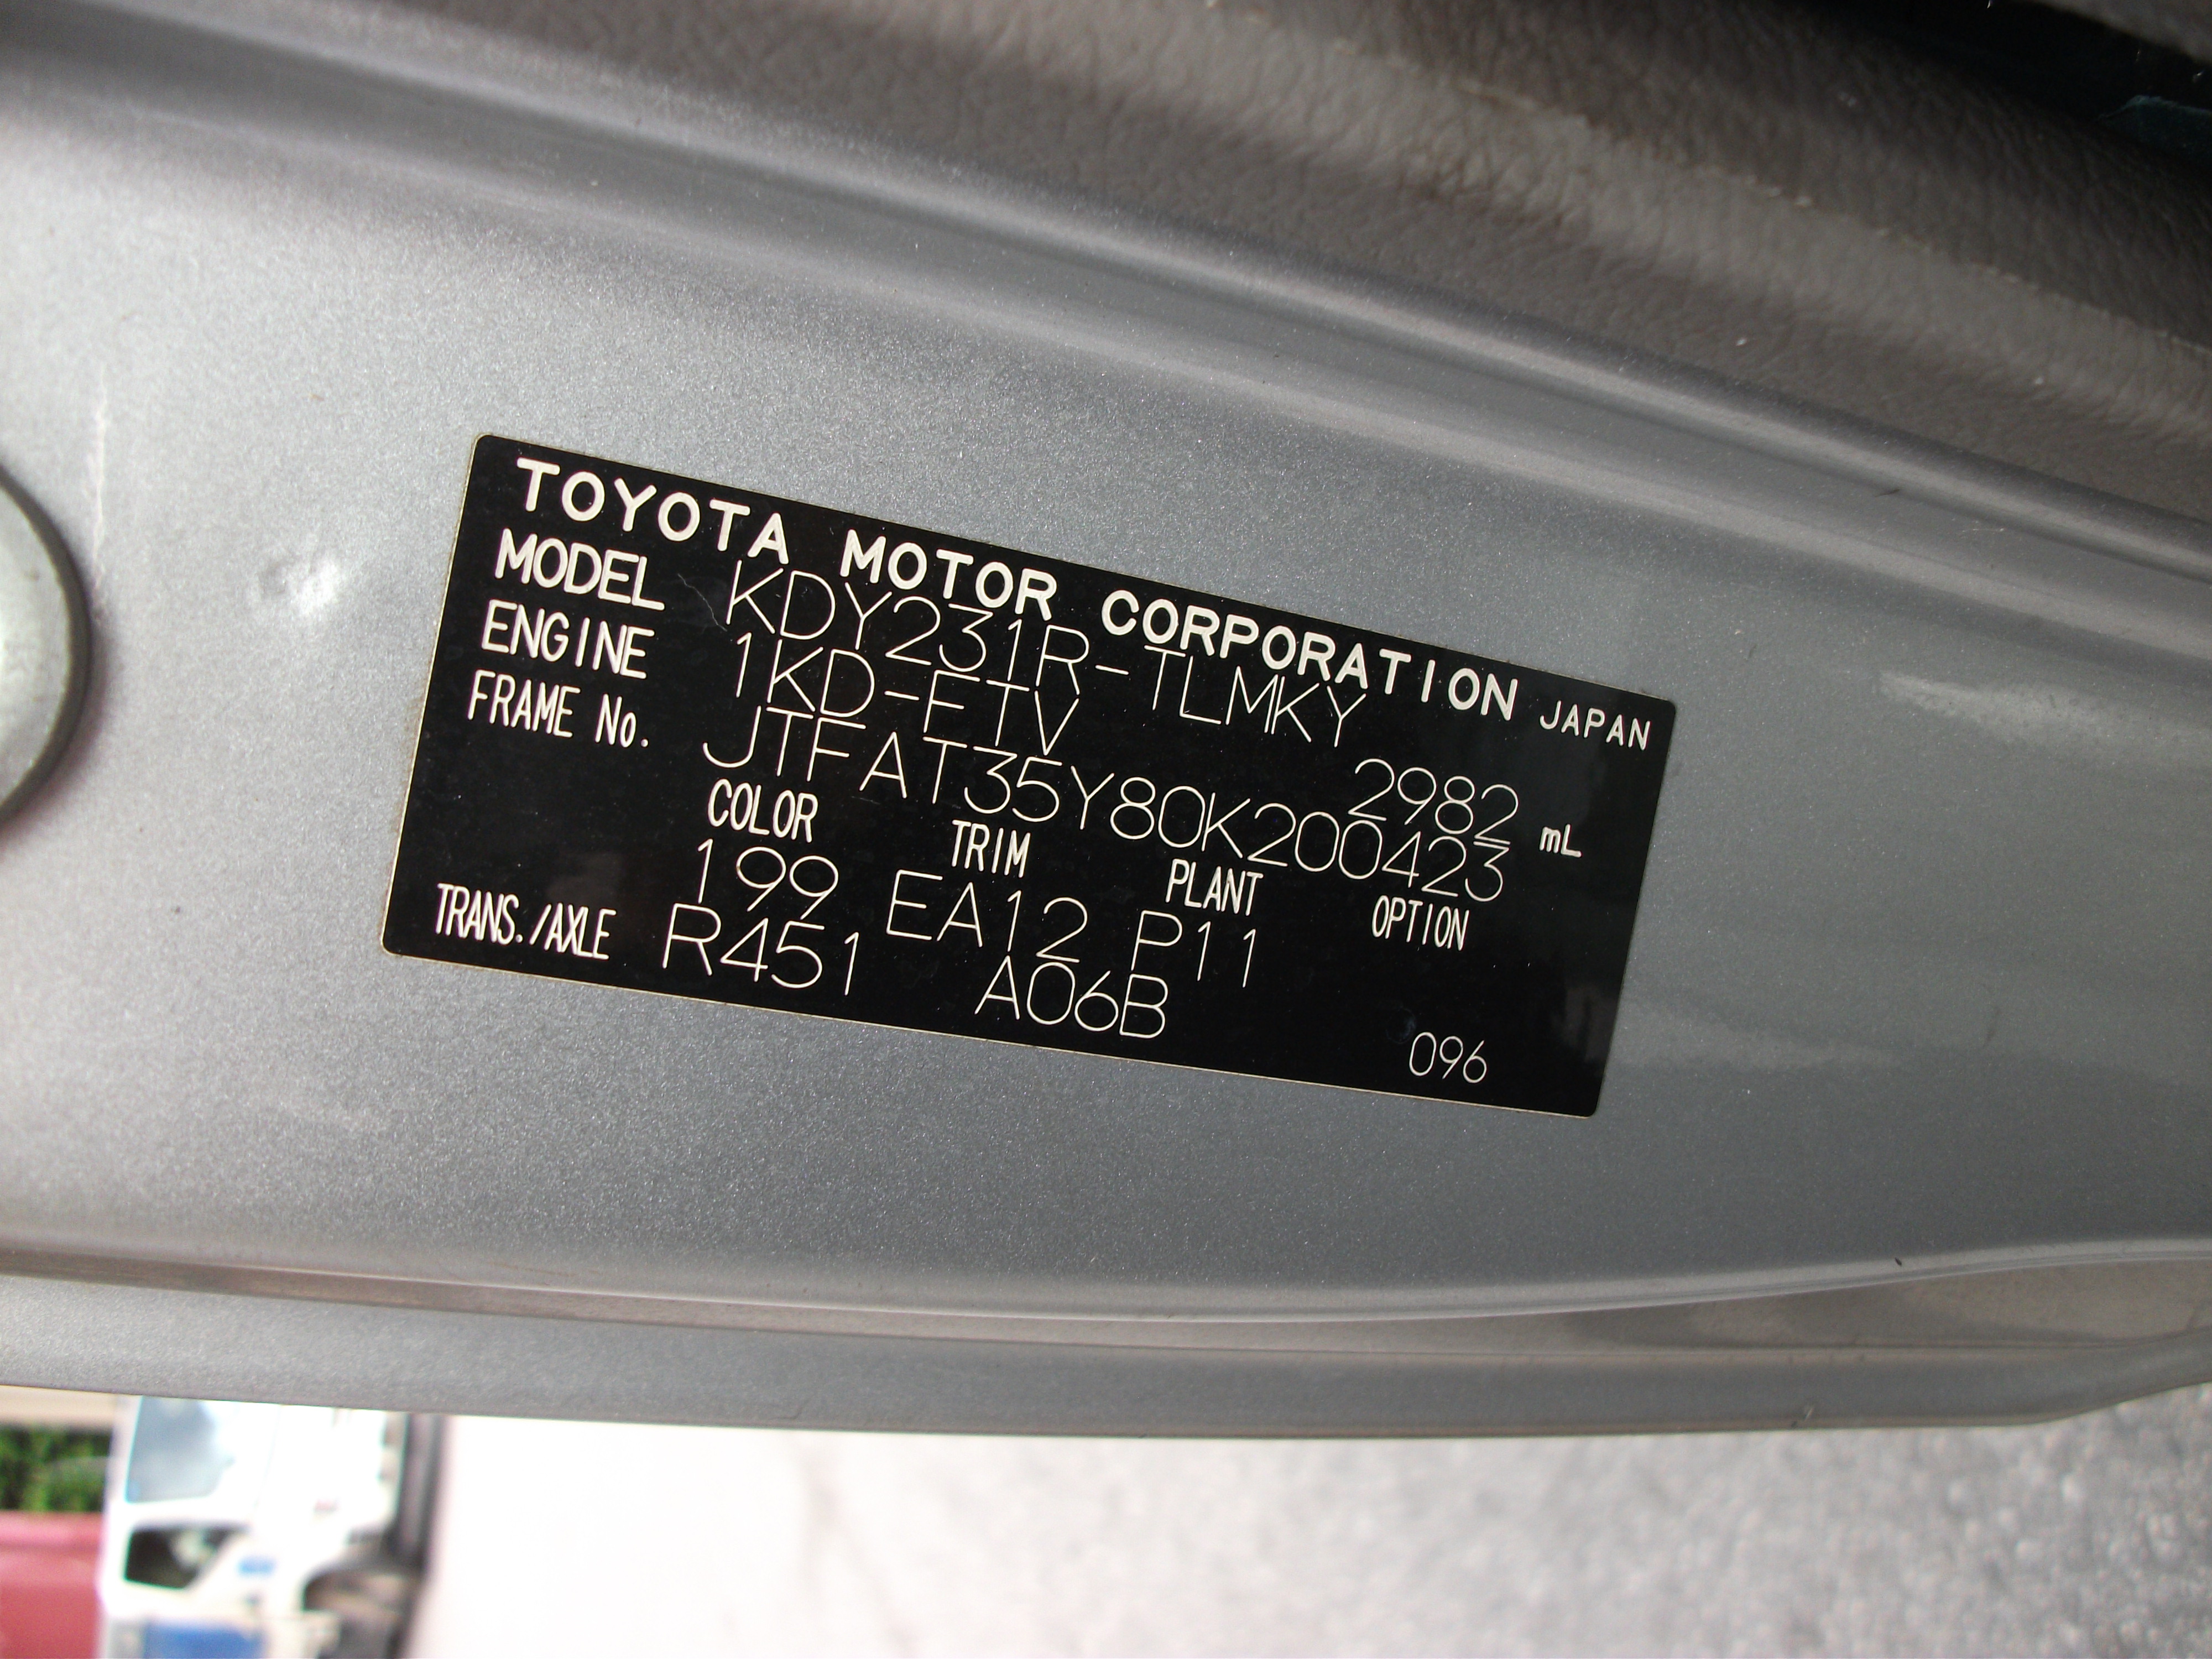 TOYOTA MOTOR CORPORATION JAPAN
MODEL KDY231R-TLMKY
ENGINE 1KD-FTV 2982 mL
FRAME No. JTFAT35Y80K200423
COLOR TRIM PLANT OPTION
199 EA12 P11
TRANS./AXLE R451 A06B
096